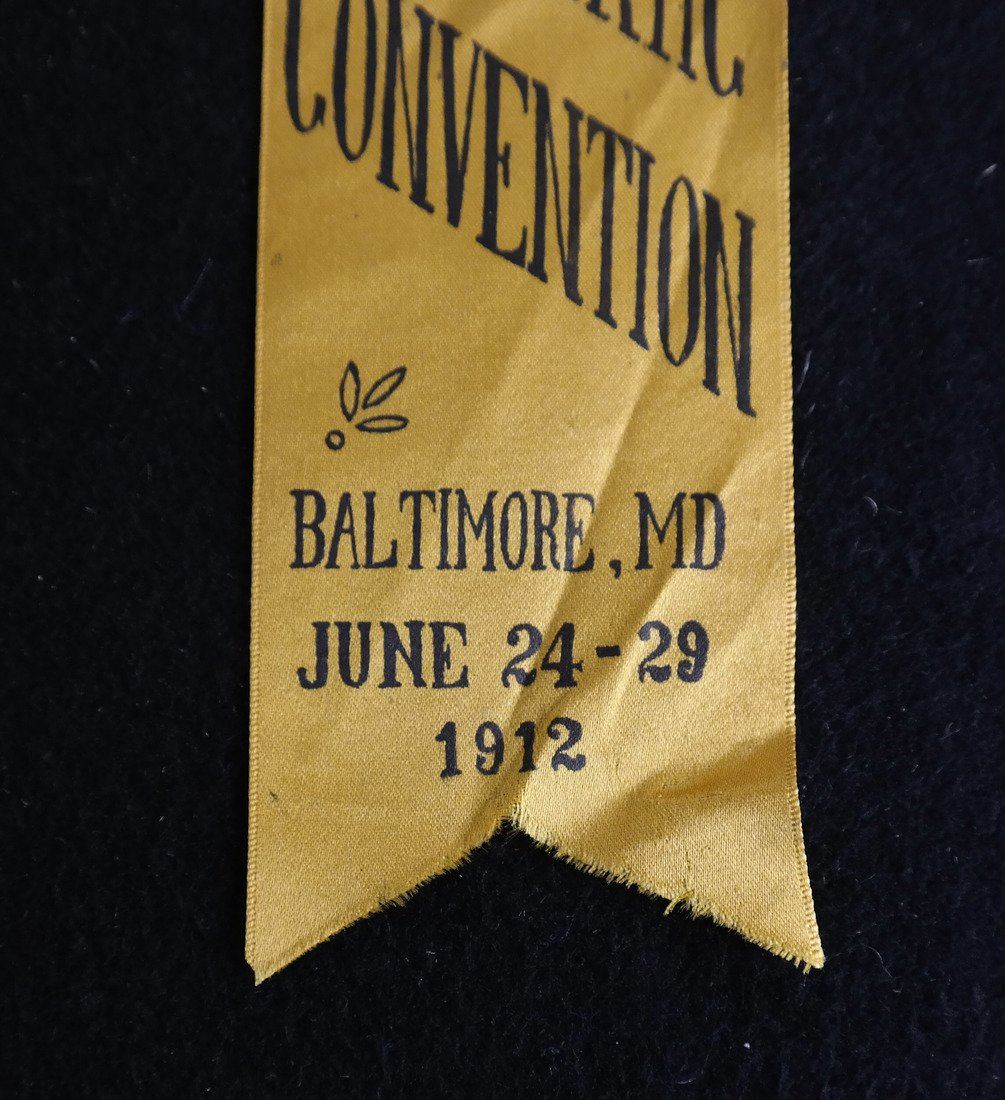 CONVENTION
BALTIMORE, MD
JUNE 24-29
1912